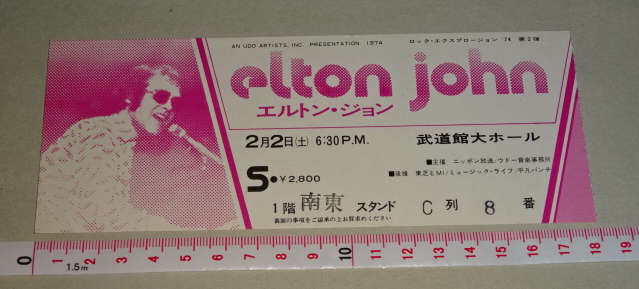 AN UDO ARTISTS, INC. PRESENTATION 1974
ロック・エクスプロージョン '74 第2弾
elton john
エルトン・ジョン
2月2日(土) 6:30 P.M. 武道館大ホール
■主催 ニッポン放送/ウドー音楽事務所
■後援 東芝EMI/ミュージック・ライフ/平凡パンチ
S・¥2,800
1階 南東 スタンド C 列 8 番
裏面の事項をご確認の上お買求めください
0 1 2 3 4 5 6 7 8 9 10 11 12 13 14 15 16 17 18 19
1.5m